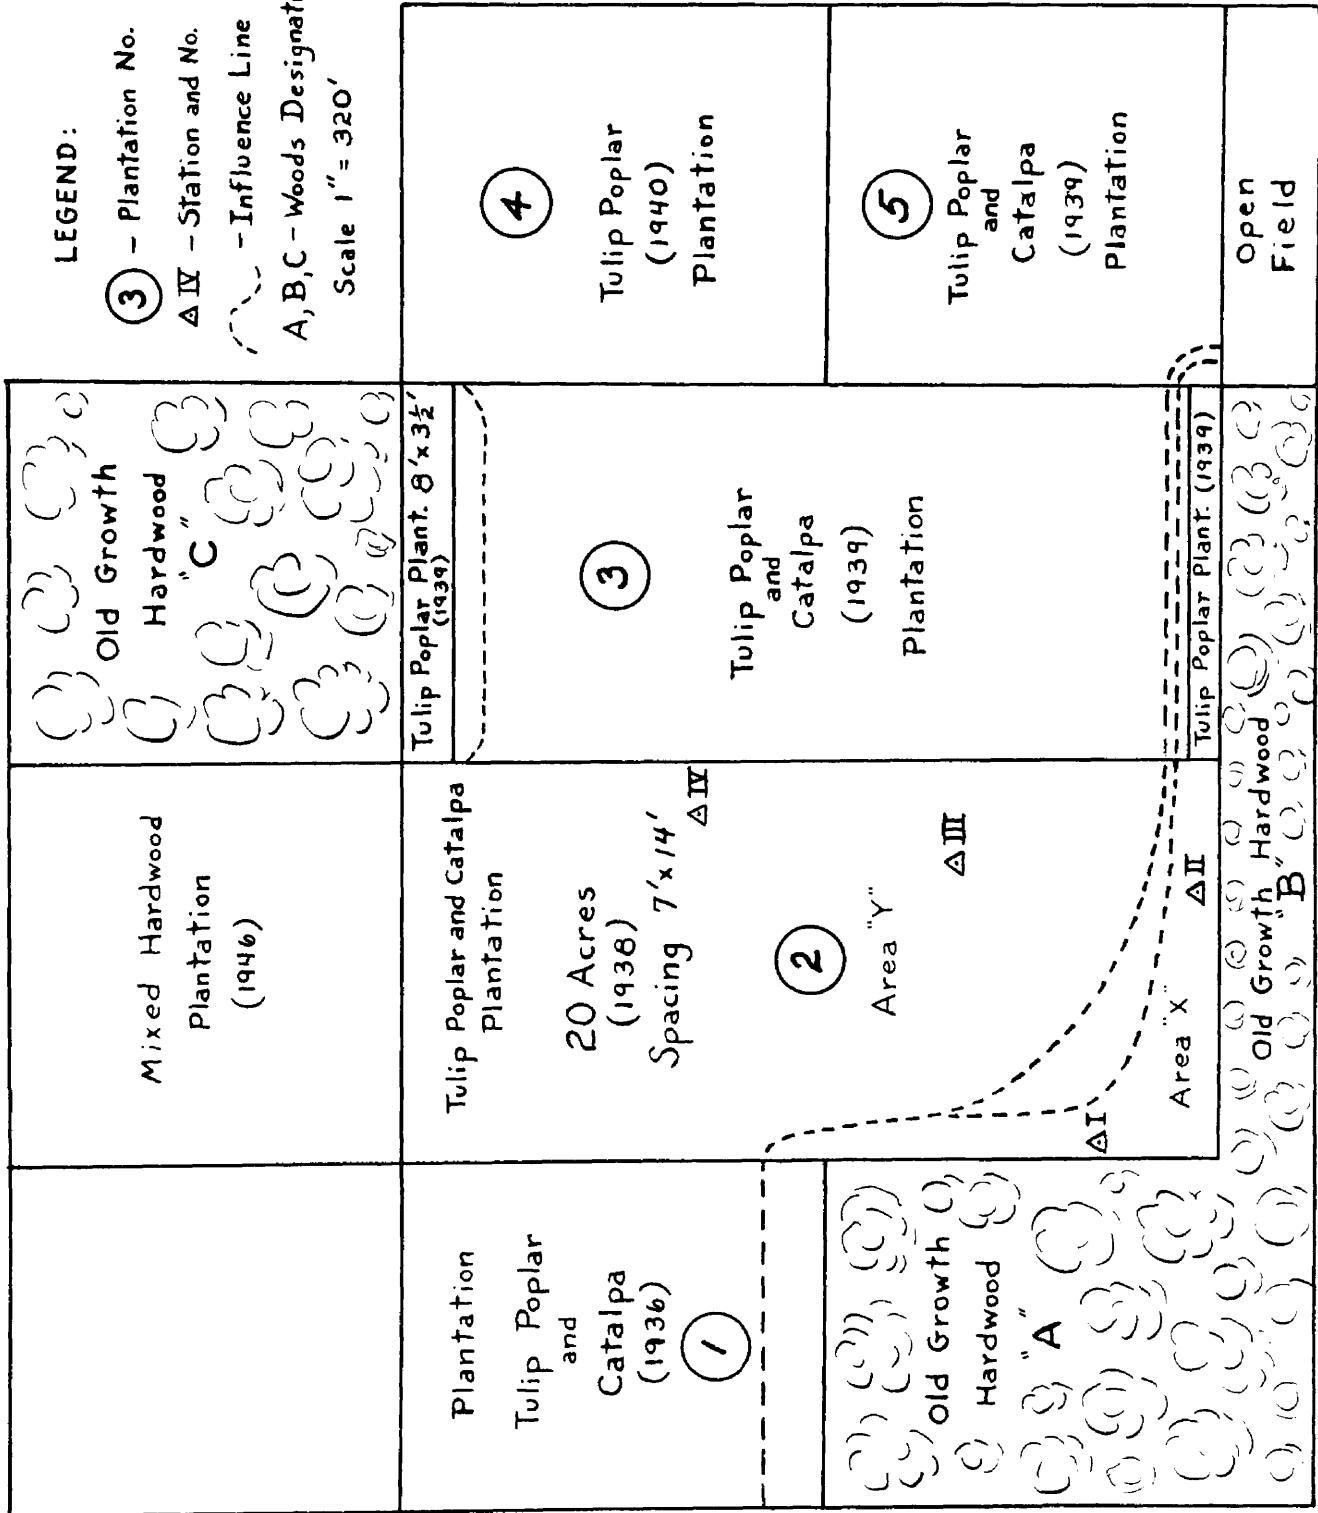 LEGEND:
3 - Plantation No.
△ IV - Station and No.
- Influence Line
A, B, C - Woods
Scale 1" = 320'
Old Growth
Hardwood
"C"
Mixed Hardwood
Plantation
(1946)
4
Tulip Poplar
(1940)
Plantation
5
Tulip Poplar
and
Catalpa
(1939)
Plantation
Open
Field
Tulip Poplar Plant. 8'x3½'
(1939)
3
Tulip Poplar
and
Catalpa
(1939)
Plantation
Tulip Poplar Plant. (1939)
Tulip Poplar and Catalpa
Plantation
20 Acres
(1938)
Spacing 7'x14'
△ IV
2
Area "Y"
△ III
△ I
Area "X"
△ II
Plantation
Tulip Poplar
and
Catalpa
(1936)
1
Old Growth
Hardwood
"A"
Old Growth Hardwood
"B"